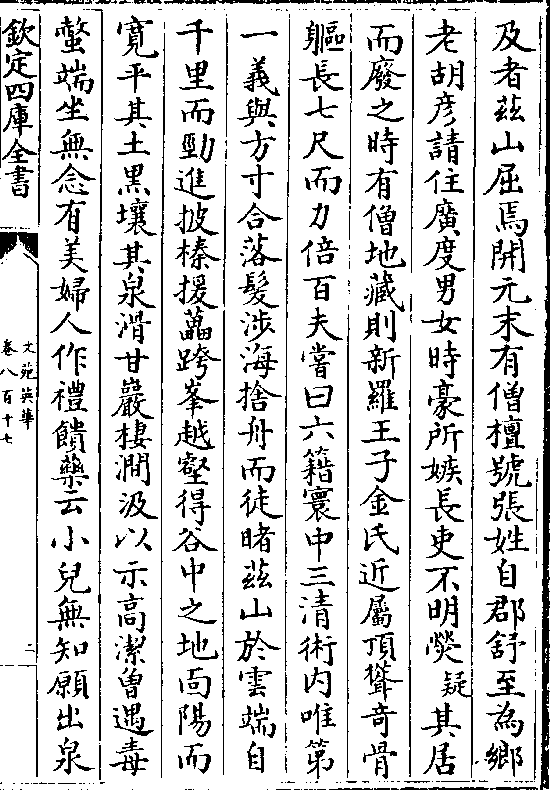 及者茲山屈焉開元末有僧檀號張姓自郡舒至為鄉
老胡彦請住廣度男女時豪所嫉長吏不明熒疑其居
而廢之時有僧地藏則新羅王子金氏近屬頂聳竒骨
軀長七尺而力倍百夫嘗曰六籍寰中三清術内唯第
一義與方寸合落髮涉海捨舟而徒睹茲山於雲端自
千里而勁進披榛援藟跨峯越壑得谷中之地面陽而
寛平其土黑壤其泉滑甘巖棲澗汲以示高潔曾遇毒
螫端坐無念有美婦人作禮饋藥云小兒無知願出泉
欽定四庫全書
文苑英華
卷八百十七
二